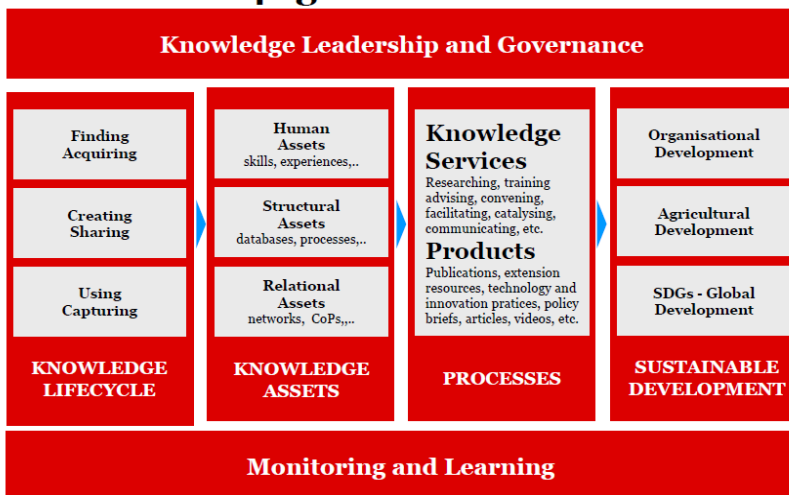 Knowledge Leadership and Governance
Finding
Acquiring
Creating
Sharing
Using
Capturing
KNOWLEDGE
LIFECYCLE
Human
Assets
skills, experiences,..
Structural
Assets
databases, processes,..
Relational
Assets
networks, CoPs,,..
KNOWLEDGE
ASSETS
Knowledge
Services
Researching, training
advising, convening,
facilitating, catalysing,
communicating, etc.
Products
Publications, extension
resources, technology and
innovation pratices, policy
briefs, articles, videos, etc.
PROCESSES
Organisational
Development
Agricultural
Development
SDGs - Global
Development
SUSTAINABLE
DEVELOPMENT
Monitoring and Learning